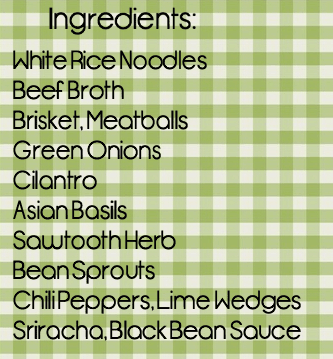 Ingredients:
White Rice Noodles
Beef Broth
Brisket, Meatballs
Green Onions
Cilantro
Asian Basils
Sawtooth Herb
Bean Sprouts
Chili Peppers, Lime Wedges
Sriracha, Black Bean Sauce